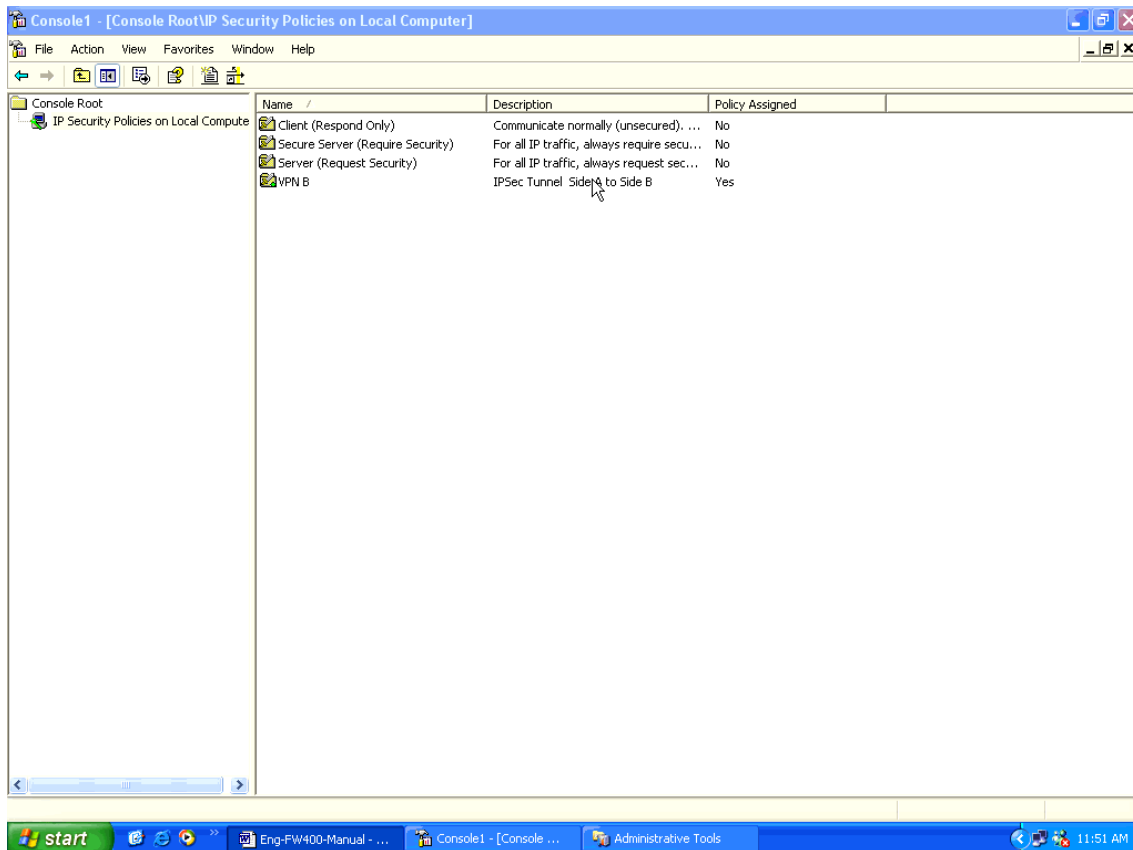 Console1 - [Console Root\IP Security Policies on Local Computer]
File Action View Favorites Window Help
Console Root
IP Security Policies on Local Compute
Name / Description Policy Assigned
Client (Respond Only) Communicate normally (unsecured). ... No
Secure Server (Require Security) For all IP traffic, always require secu... No
Server (Request Security) For all IP traffic, always request sec... No
VPN B IPSec Tunnel Side A to Side B Yes
start Eng-FW400-Manual - ... Console1 - [Console ... Administrative Tools 11:51 AM